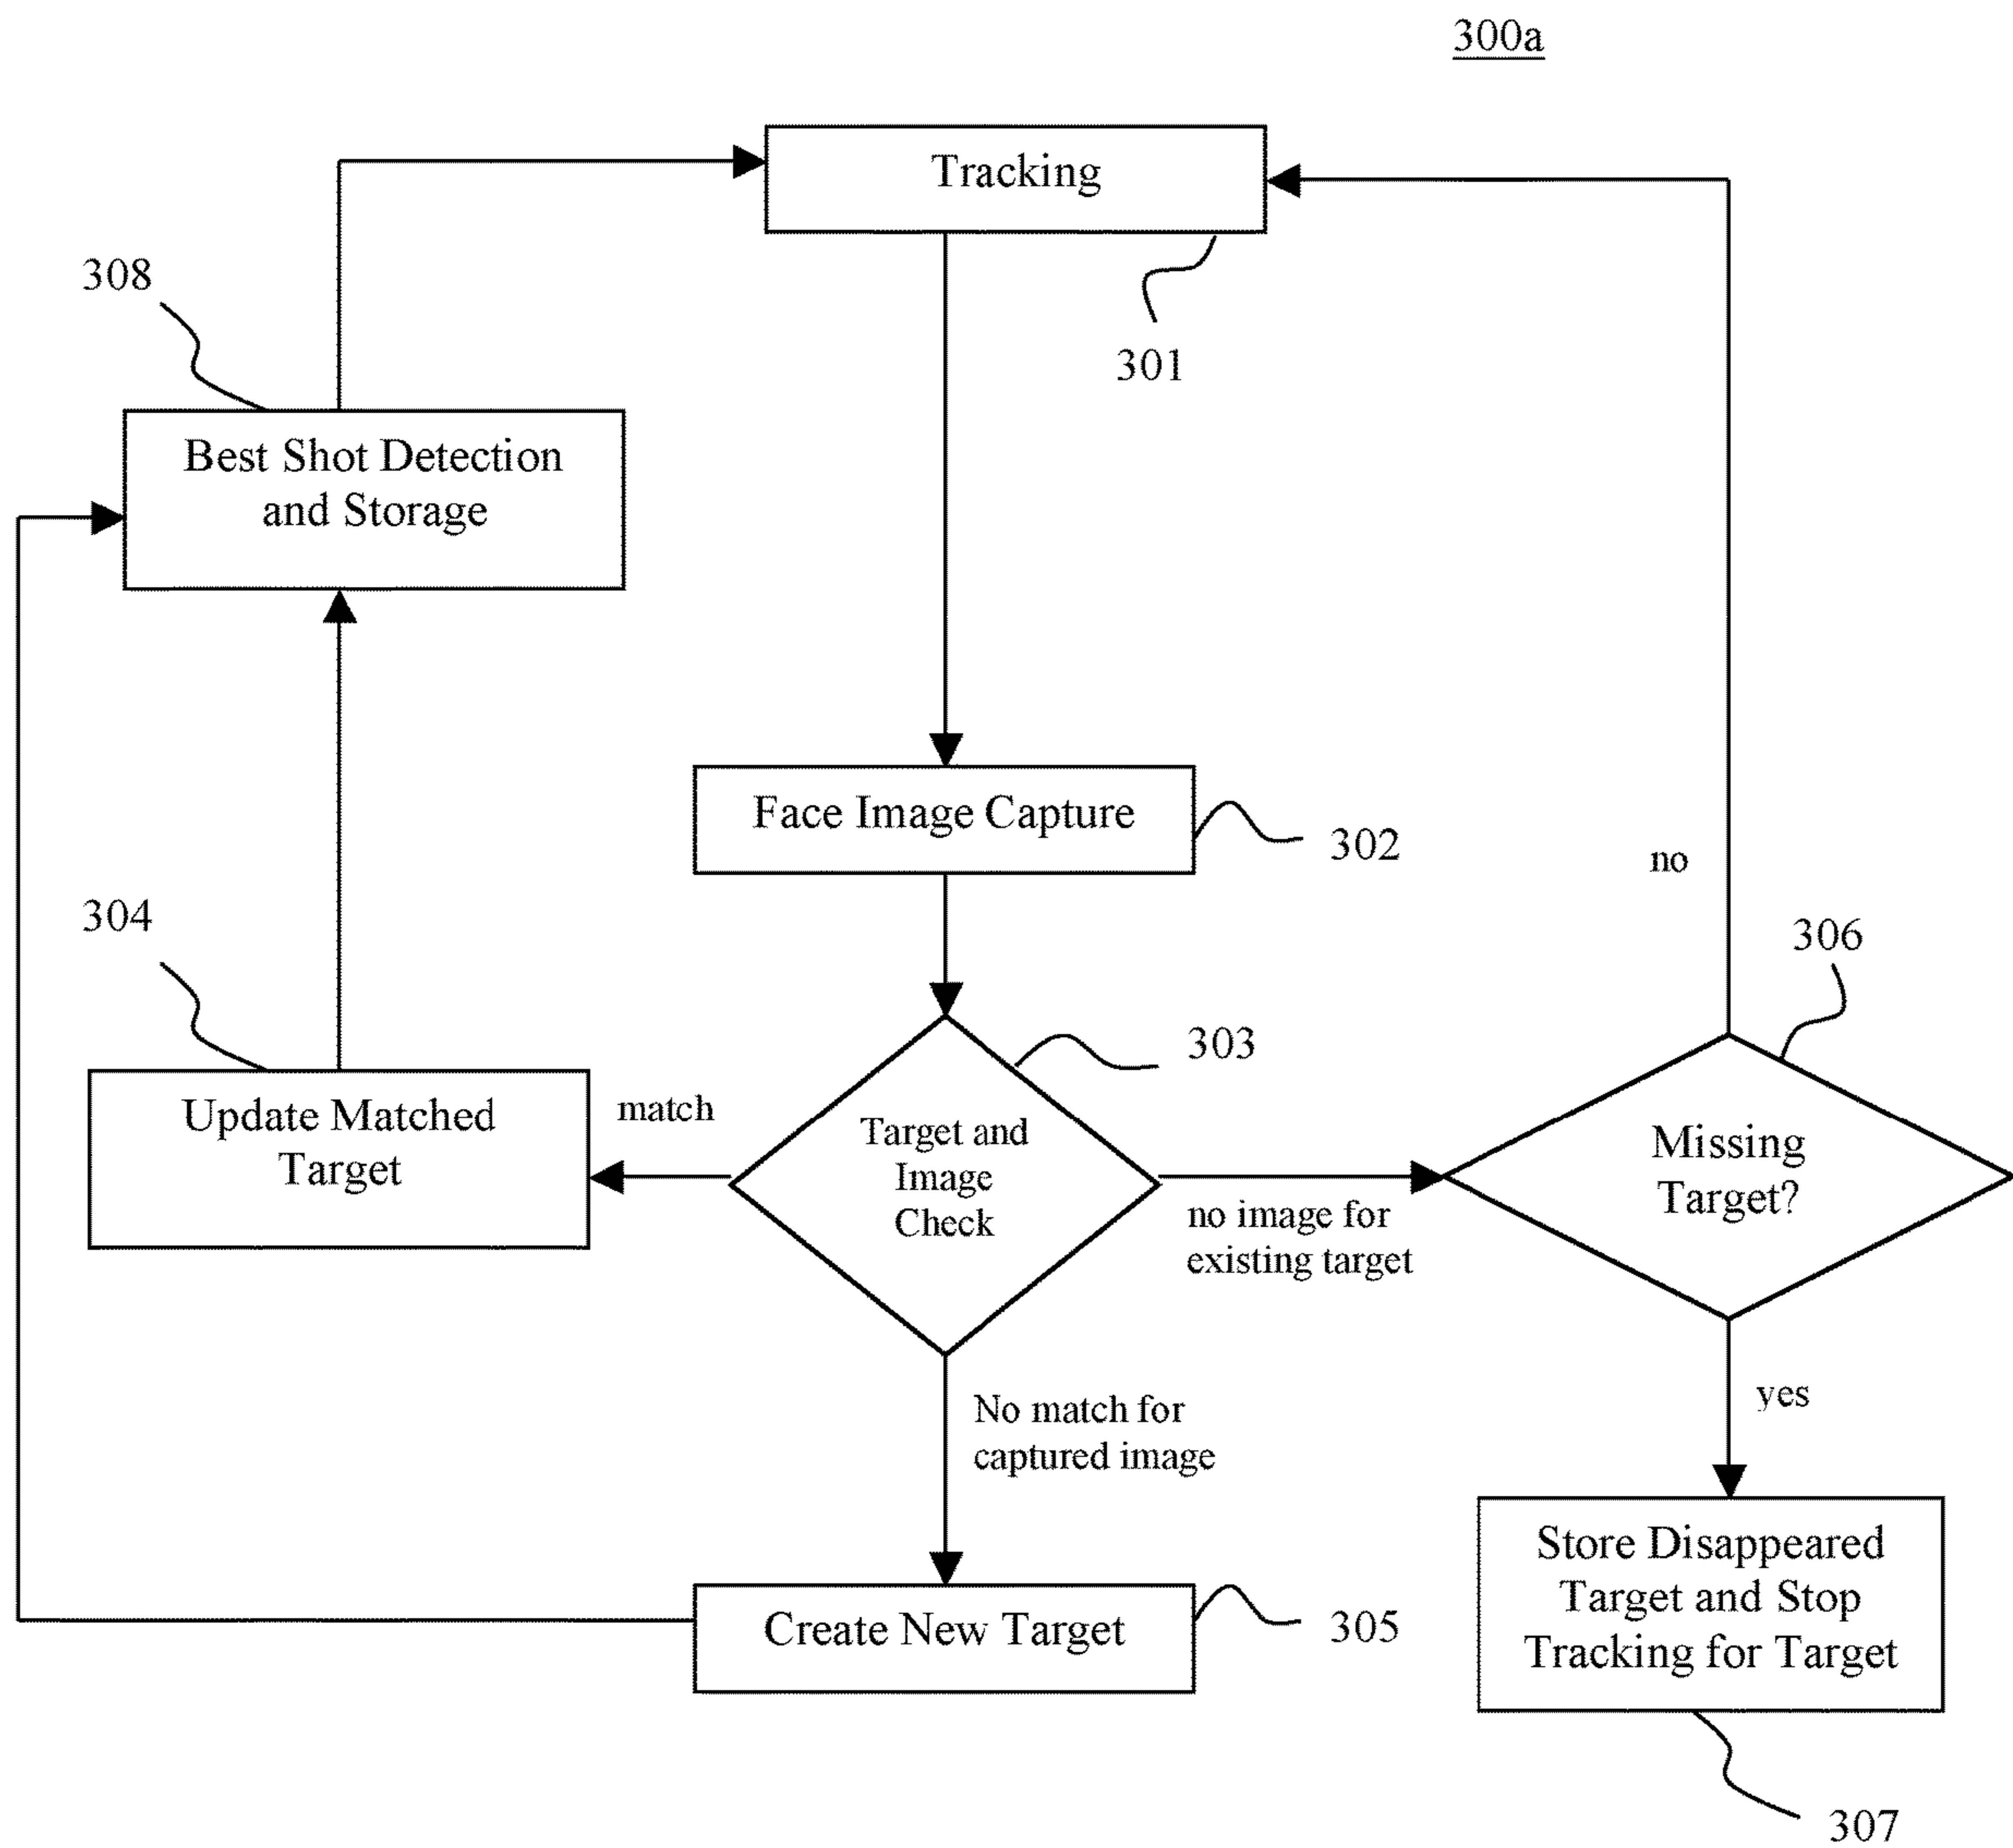 300a
Tracking
301
308
Best Shot Detection
and Storage
Face Image Capture
302
no
304
306
303
Update Matched
Target
match
Target and
Image
Check
no image for
existing target
Missing
Target?
No match for
captured image
yes
Create New Target
305
Store Disappeared
Target and Stop
Tracking for Target
307